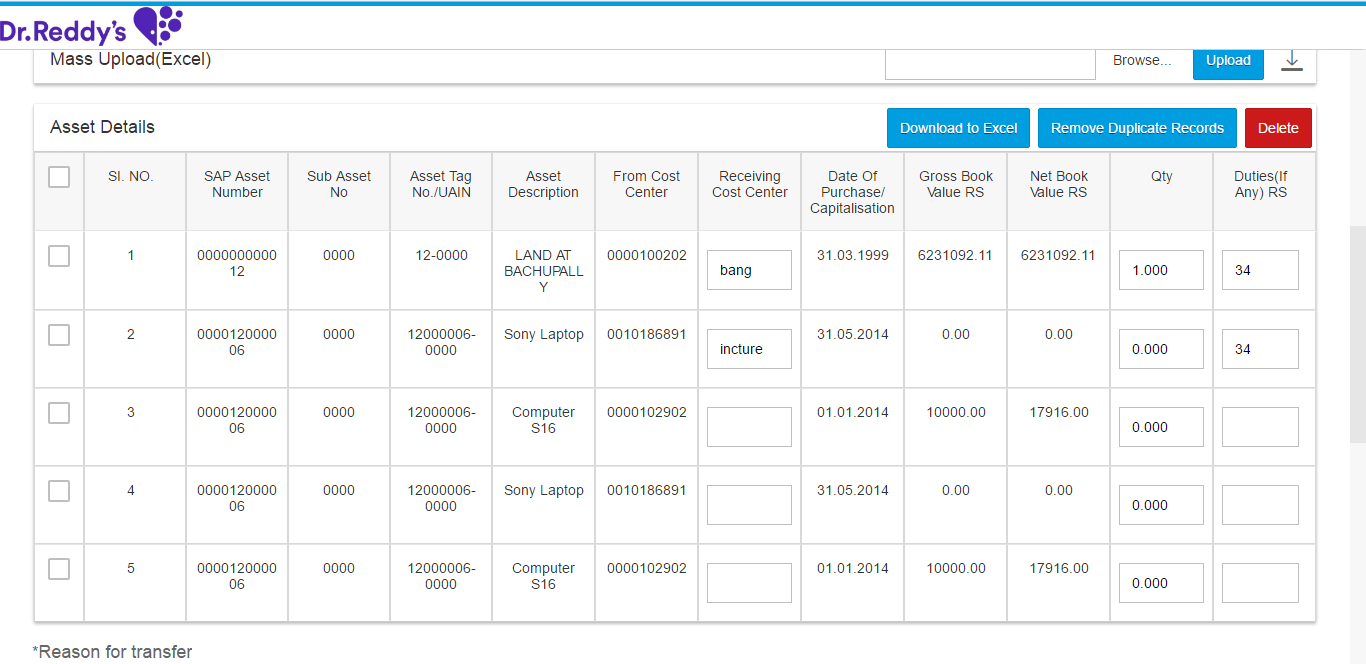 Dr.Reddy's
Mass Upload(Excel)
Browse...
Upload
Asset Details
Download to Excel
Remove Duplicate Records
Delete
SI. NO.
SAP Asset
Number
Sub Asset
No
Asset Tag
No./UAIN
Asset
Description
From Cost
Center
Receiving
Cost Center
Date Of
Purchase/
Capitalisation
Gross Book
Value RS
Net Book
Value RS
Qty
Duties(If
Any) RS
1
0000000000
12
0000
12-0000
LAND AT
BACHUPALL
Y
0000100202
bang
31.03.1999
6231092.11
6231092.11
1.000
34
2
0000120000
06
0000
12000006-
0000
Sony Laptop
0010186891
incture
31.05.2014
0.00
0.00
0.000
34
3
0000120000
06
0000
12000006-
0000
Computer
S16
0000102902
01.01.2014
10000.00
17916.00
0.000
4
0000120000
06
0000
12000006-
0000
Sony Laptop
0010186891
31.05.2014
0.00
0.00
0.000
5
0000120000
06
0000
12000006-
0000
Computer
S16
0000102902
01.01.2014
10000.00
17916.00
0.000
*Reason for transfer